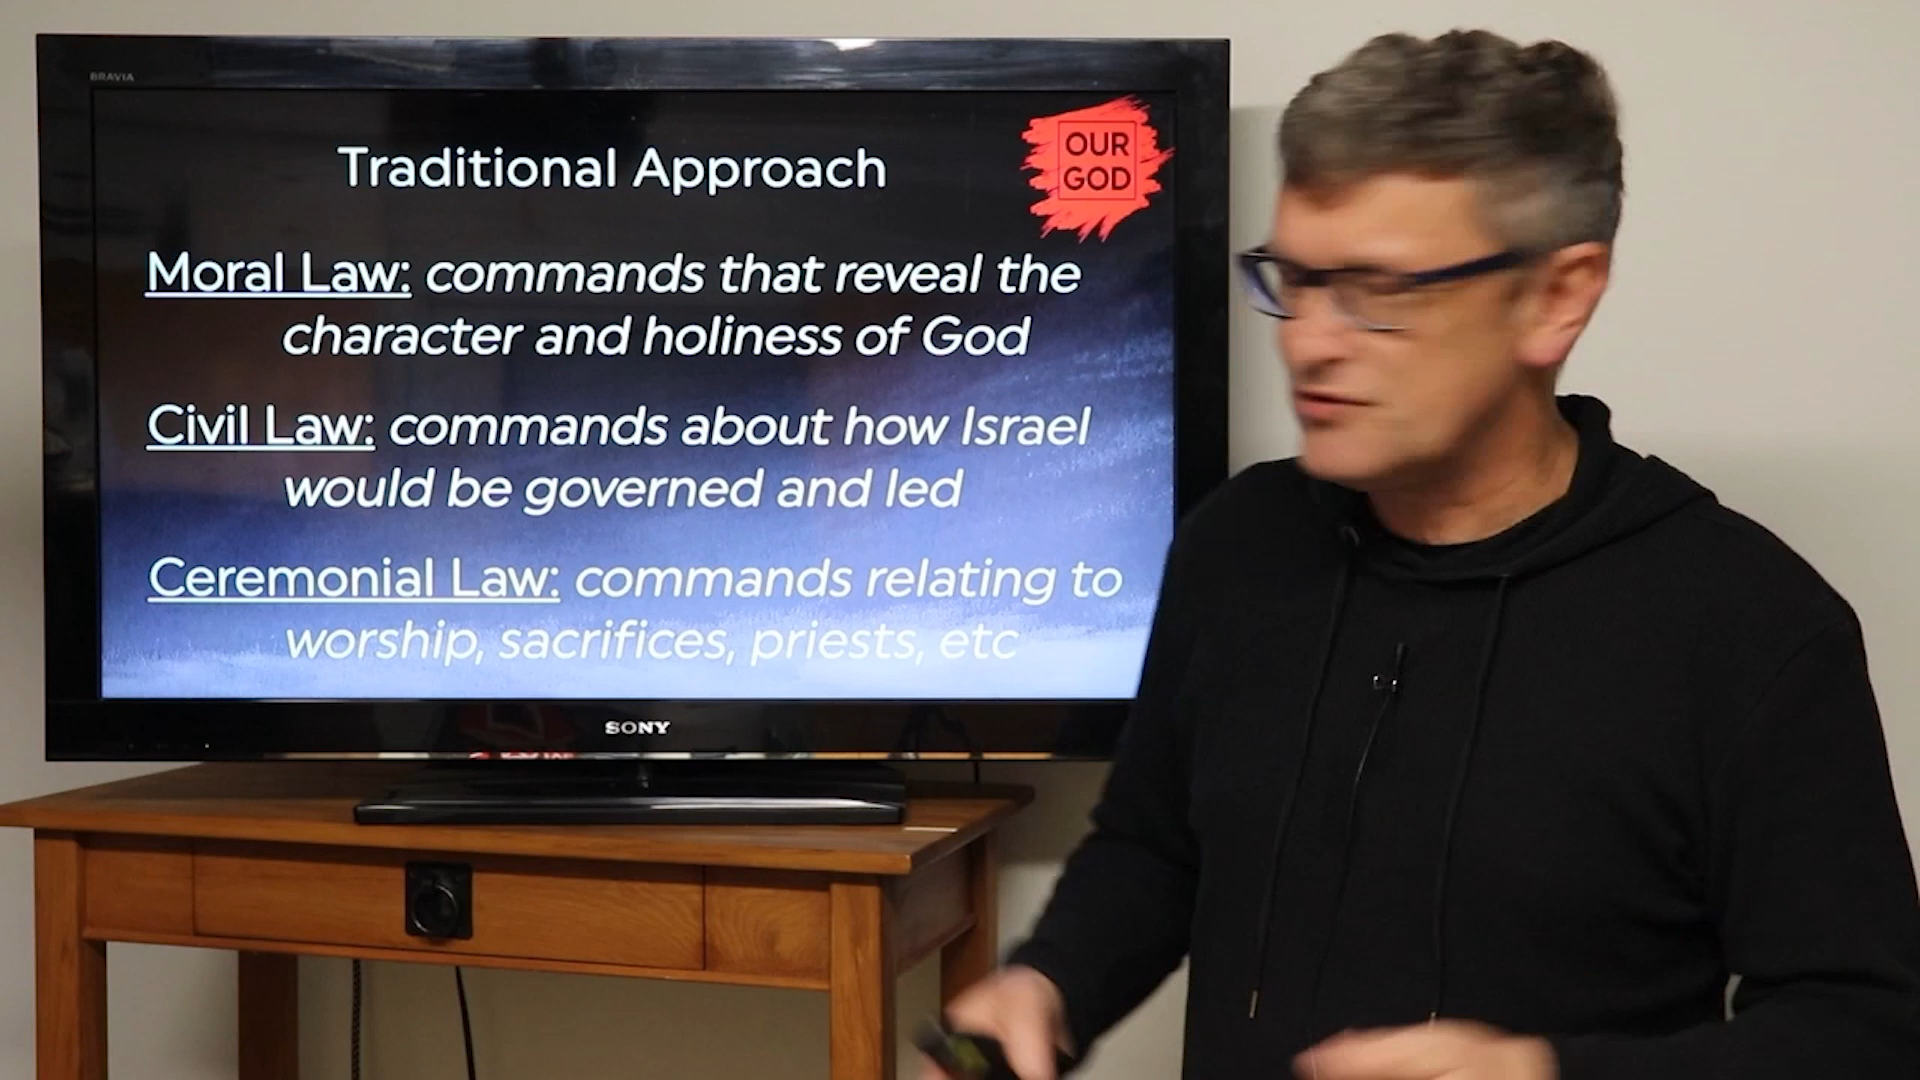 BRAVIA
Traditional Approach
OUR
GOD
Moral Law: commands that reveal the
character and holiness of God
Civil Law: commands about how Israel
would be governed and led
Ceremonial Law: commands relating to
worship, sacrifices, priests, etc
SONY